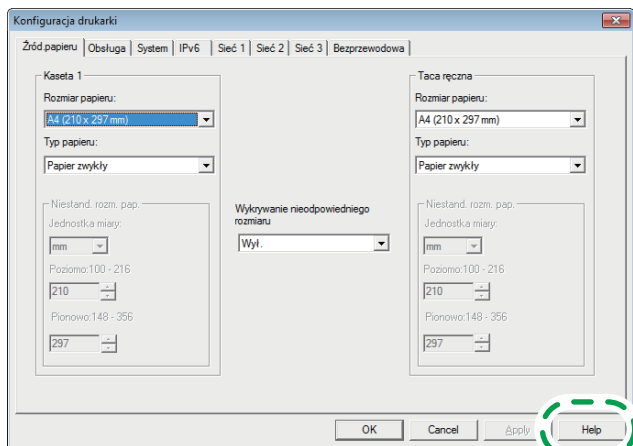 Konfiguracja drukarki
Źród.papieru Obsługa System IPv6 Sieć 1 Sieć 2 Sieć 3 Bezprzewodowa
Kaseta 1
Rozmiar papieru:
A4 (210 x 297 mm)
Typ papieru:
Papier zwykły
Niestand. rozm. pap.
Jednostka miary:
mm
Poziomo:100 - 216
210
Pionowo:148 - 356
297
Wykrywanie nieodpowiedniego
rozmiaru
Wył.
Taca ręczna
Rozmiar papieru:
A4 (210 x 297 mm)
Typ papieru:
Papier zwykły
Niestand. rozm. pap.
Jednostka miary:
mm
Poziomo:100 - 216
210
Pionowo:148 - 356
297
OK Cancel Apply Help